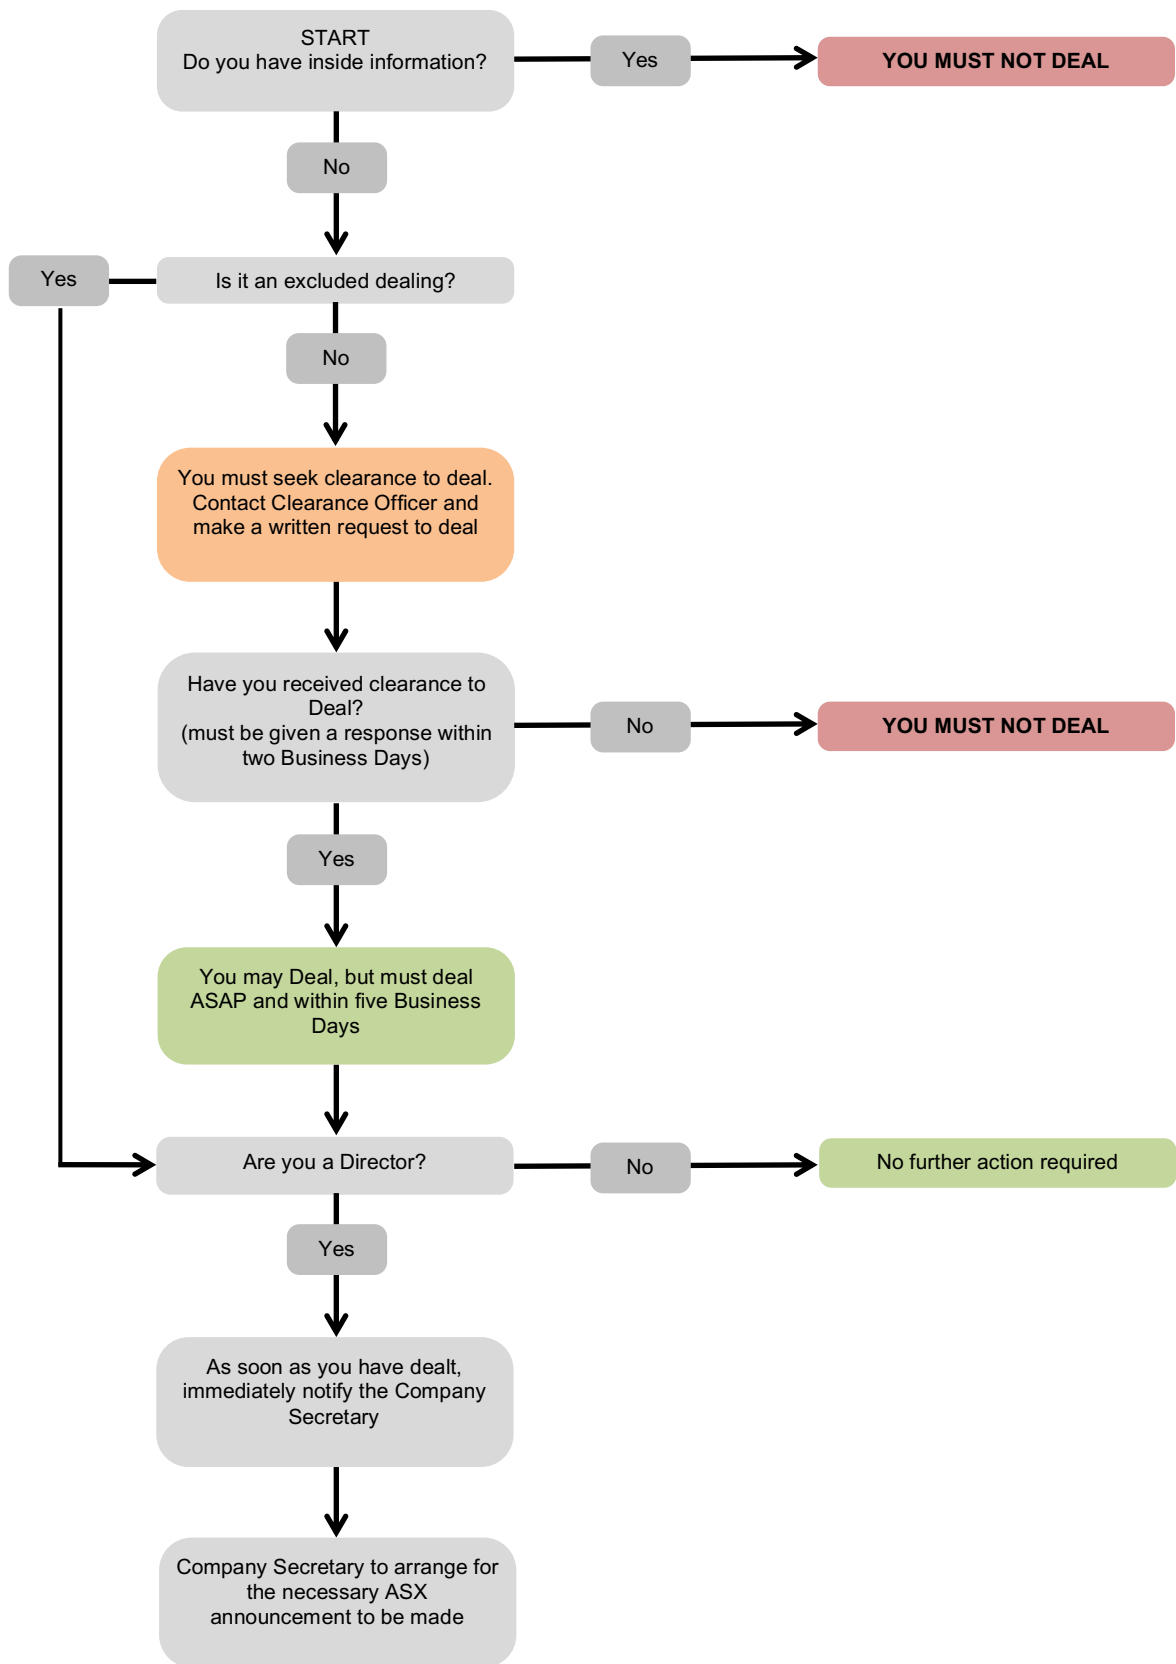 START
Do you have inside information?
Yes
YOU MUST NOT DEAL
No
Yes
Is it an excluded dealing?
No
You must seek clearance to deal.
Contact Clearance Officer and
make a written request to deal
Have you received clearance to
Deal?
(must be given a response within
two Business Days)
No
YOU MUST NOT DEAL
Yes
You may Deal, but must deal
ASAP and within five Business
Days
Are you a Director?
No
No further action required
Yes
As soon as you have dealt,
immediately notify the Company
Secretary
Company Secretary to arrange for
the necessary ASX
announcement to be made